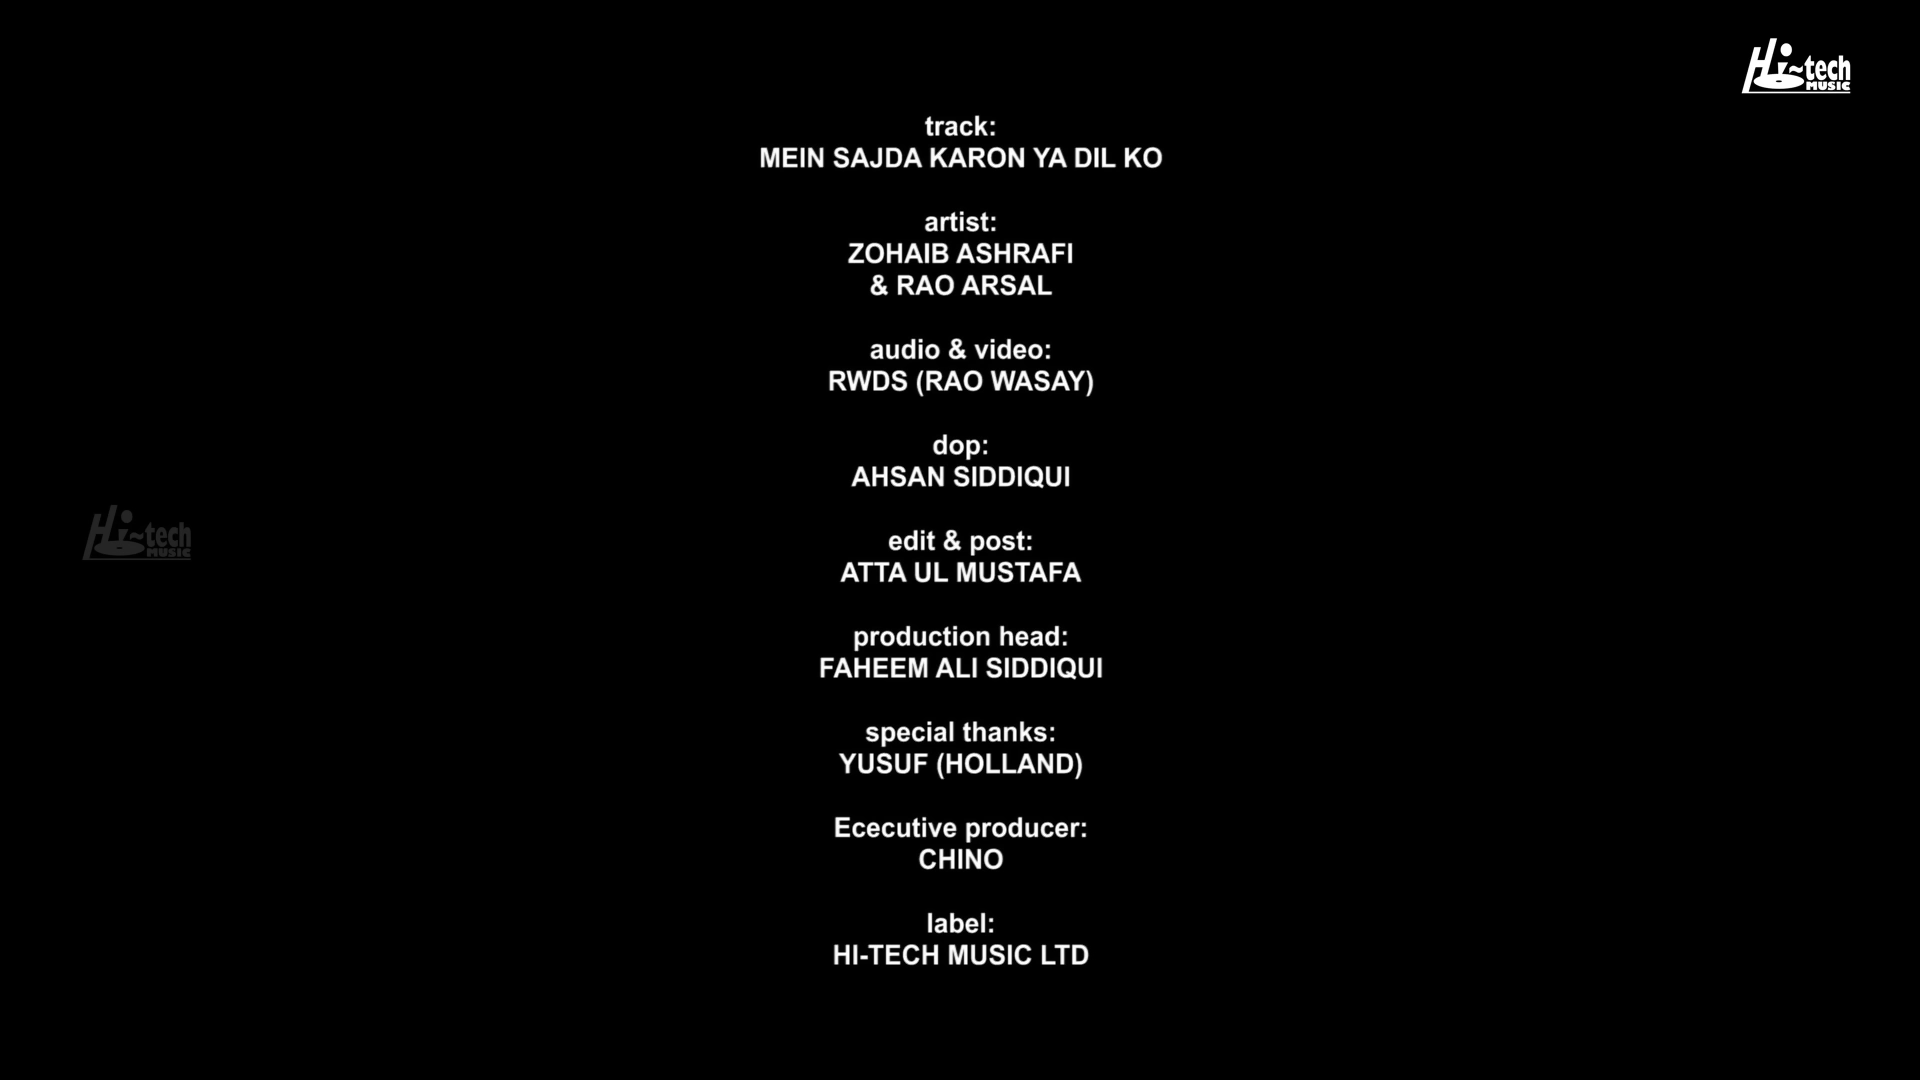 Hi~tech
MUSIC
track:
MEIN SAJDA KARON YA DIL KO
artist:
ZOHAIB ASHRAFI
& RAO ARSAL
audio & video:
RWDS (RAO WASAY)
dop:
AHSAN SIDDIQUI
Hi~tech
MUSIC
edit & post:
ATTA UL MUSTAFA
production head:
FAHEEM ALI SIDDIQUI
special thanks:
YUSUF (HOLLAND)
Ececutive producer:
CHINO
label:
HI-TECH MUSIC LTD